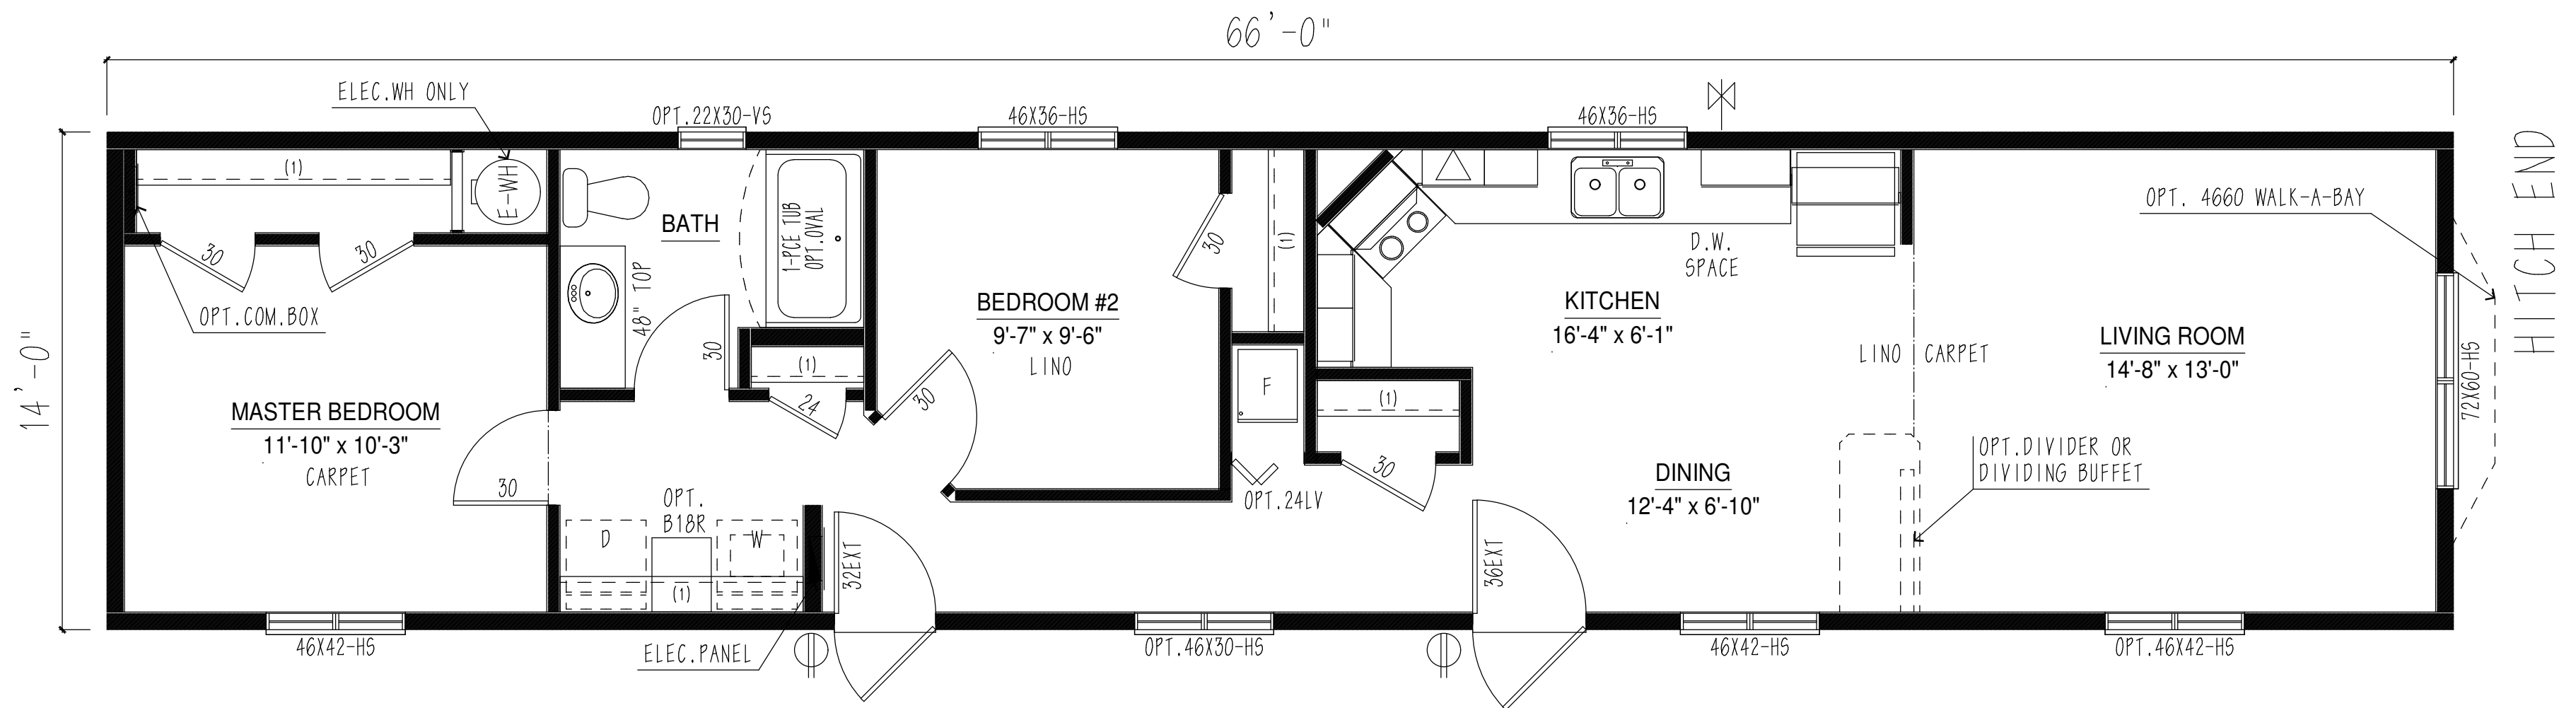 66'-0"
ELEC.WH ONLY
OPT.22X30-VS
46X36-HS
46X36-HS
HITCH END
14'-0"
(1)
E-WH
30
30
OPT.COM.BOX
MASTER BEDROOM
11'-10" x 10'-3"
CARPET
30
46X42-HS
BATH
1-PCE TUB
OPT.OVAL
48" TOP
30
(1)
24
OPT.
B18R
D
W
(1)
ELEC.PANEL
32EXT
BEDROOM #2
9'-7" x 9'-6"
LINO
30
30
(1)
F
OPT.24LV
OPT.46X30-HS
(1)
30
36EXT
D.W.
SPACE
KITCHEN
16'-4" x 6'-1"
LINO
CARPET
DINING
12'-4" x 6'-10"
46X42-HS
OPT. 4660 WALK-A-BAY
LIVING ROOM
14'-8" x 13'-0"
OPT.DIVIDER OR
DIVIDING BUFFET
72X60-HS
OPT.46X42-HS